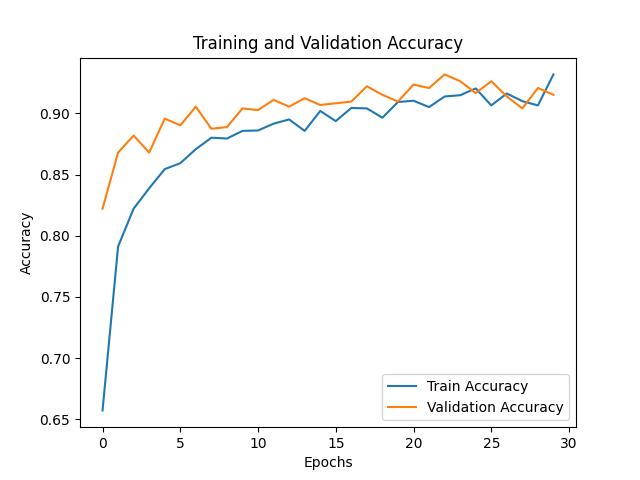 Training and Validation Accuracy
Accuracy
0.90
0.85
0.80
0.75
0.70
0.65
0 5 10 15 20 25 30
Epochs
Train Accuracy
Validation Accuracy